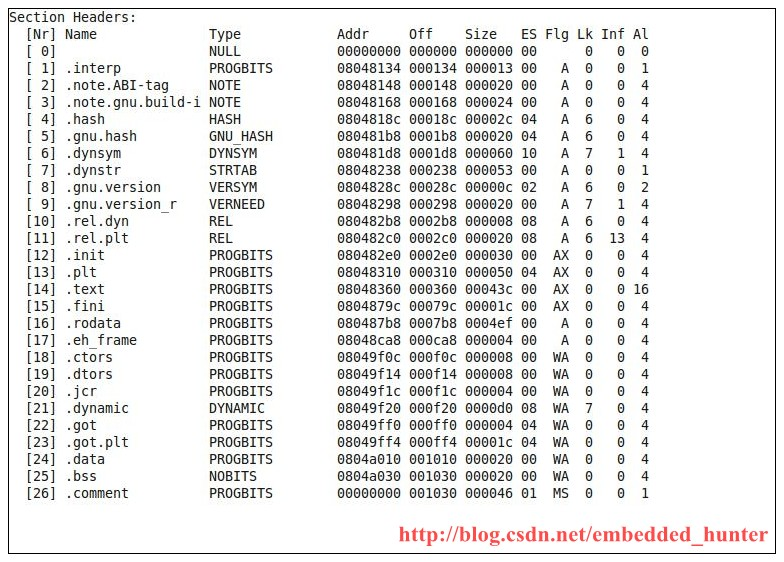 Section Headers:
  [Nr] Name              Type            Addr     Off    Size   ES Flg Lk Inf Al
  [ 0]                   NULL            00000000 000000 000000 00      0   0  0
  [ 1] .interp           PROGBITS        08048134 000134 000013 00   A  0   0  1
  [ 2] .note.ABI-tag     NOTE            08048148 000148 000020 00   A  0   0  4
  [ 3] .note.gnu.build-i NOTE            08048168 000168 000024 00   A  0   0  4
  [ 4] .hash             HASH            0804818c 00018c 00002c 04   A  6   0  4
  [ 5] .gnu.hash         GNU_HASH        080481b8 0001b8 000020 04   A  6   0  4
  [ 6] .dynsym           DYNSYM          080481d8 0001d8 000060 10   A  7   1  4
  [ 7] .dynstr           STRTAB          08048238 000238 000053 00   A  0   0  1
  [ 8] .gnu.version      VERSYM          0804828c 00028c 00000c 02   A  6   0  2
  [ 9] .gnu.version_r    VERNEED         08048298 000298 000020 00   A  7   1  4
  [10] .rel.dyn          REL             080482b8 0002b8 000008 08   A  6   0  4
  [11] .rel.plt          REL             080482c0 0002c0 000020 08   A  6  13  4
  [12] .init             PROGBITS        080482e0 0002e0 000030 00  AX  0   0  4
  [13] .plt              PROGBITS        08048310 000310 000050 04  AX  0   0  4
  [14] .text             PROGBITS        08048360 000360 00043c 00  AX  0   0 16
  [15] .fini             PROGBITS        0804879c 00079c 00001c 00  AX  0   0  4
  [16] .rodata           PROGBITS        080487b8 0007b8 0004ef 00   A  0   0  4
  [17] .eh_frame         PROGBITS        08048ca8 000ca8 000004 00   A  0   0  4
  [18] .ctors            PROGBITS        08049f0c 000f0c 000008 00  WA  0   0  4
  [19] .dtors            PROGBITS        08049f14 000f14 000008 00  WA  0   0  4
  [20] .jcr              PROGBITS        08049f1c 000f1c 000004 00  WA  0   0  4
  [21] .dynamic          DYNAMIC         08049f20 000f20 0000d0 08  WA  7   0  4
  [22] .got              PROGBITS        08049ff0 000ff0 000004 04  WA  0   0  4
  [23] .got.plt          PROGBITS        08049ff4 000ff4 00001c 04  WA  0   0  4
  [24] .data             PROGBITS        0804a010 001010 000020 00  WA  0   0  4
  [25] .bss              NOBITS          0804a030 001030 000020 00  WA  0   0  4
  [26] .comment          PROGBITS        00000000 001030 000046 01  MS  0   0  1
http://blog.csdn.net/embedded_hunter